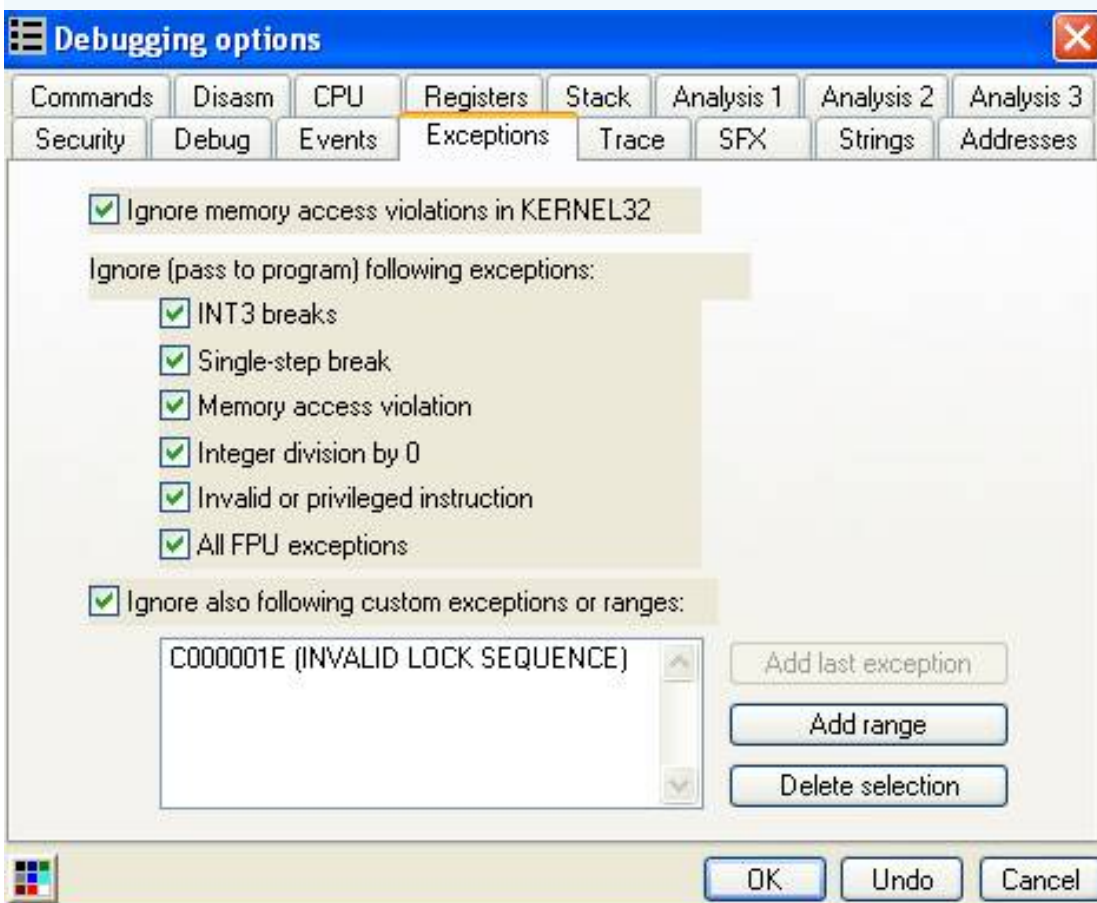 Debugging options
Commands Disasm CPU Registers Stack Analysis 1 Analysis 2 Analysis 3
Security Debug Events Exceptions Trace SFX Strings Addresses
Ignore memory access violations in KERNEL32
Ignore (pass to program) following exceptions:
INT3 breaks
Single-step break
Memory access violation
Integer division by 0
Invalid or privileged instruction
All FPU exceptions
Ignore also following custom exceptions or ranges:
C000001E (INVALID LOCK SEQUENCE)
Add last exception
Add range
Delete selection
OK Undo Cancel